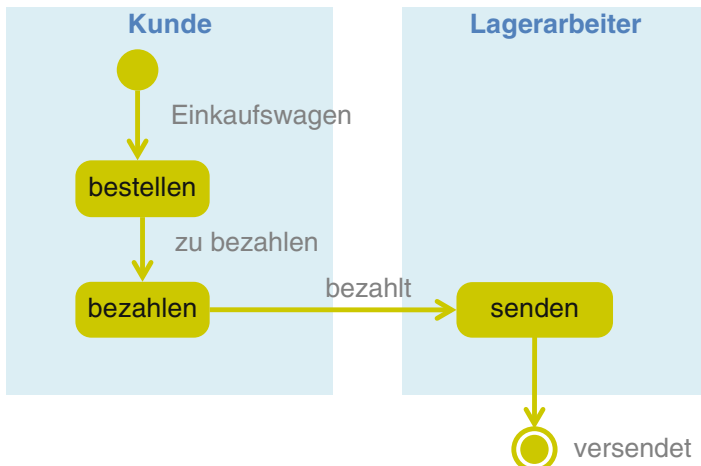 Kunde
Lagerarbeiter
Einkaufswagen
bestellen
zu bezahlen
bezahlt
bezahlen
senden
versendet